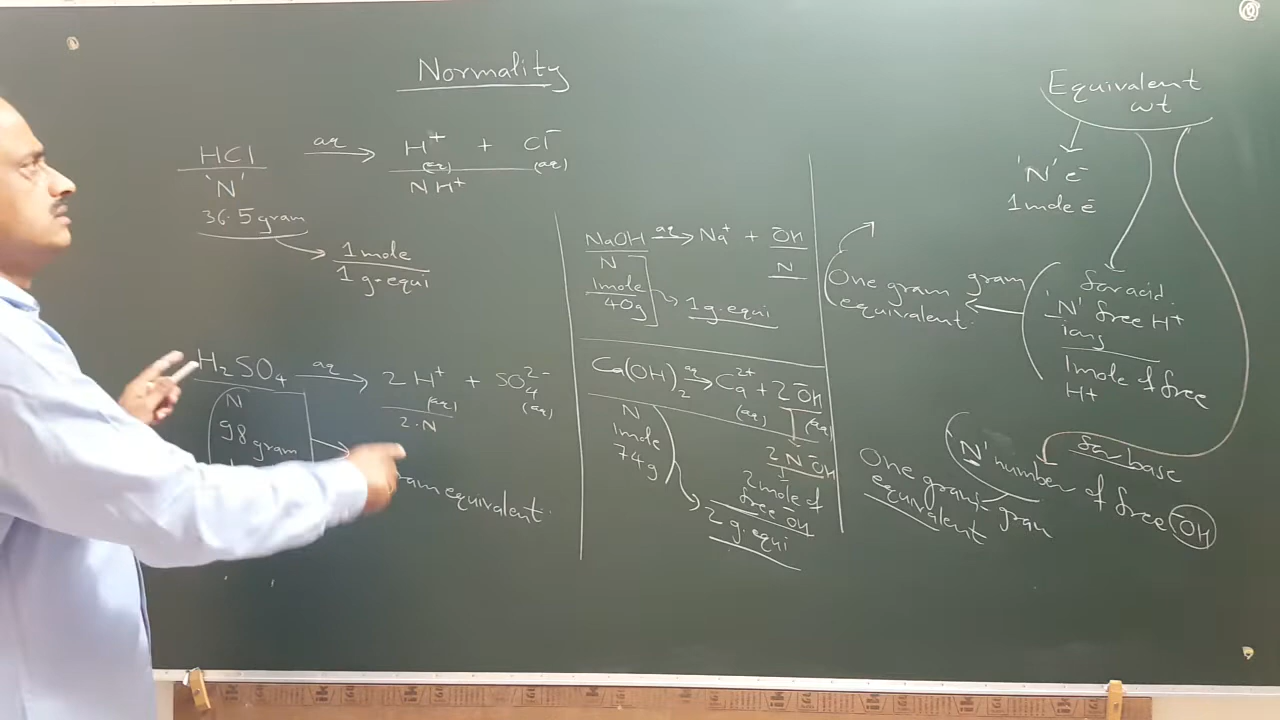 Normality
HCl aq → H+ (aq) + Cl- (aq)
'N' NH+
36.5 gram
1 mole
1 g.equi
H2SO4 aq → 2 H+ (aq) + SO4 2- (aq)
N 2.N
98 gram
gram equivalent.
NaOH aq → Na+ + OH-
N N
1mole
40g
1 g.equi
Ca(OH)2 aq → Ca2+ (aq) + 2 OH- (aq)
N
1mole
74g
2 N OH-
2 mole of
free OH-
2 g.equi
Equivalent
wt
'N' e-
1 mole e-
for acid.
'N' free H+
ions
1 mole of free
H+
One gram gram
equivalent.
for base
'N' number of free OH-
One gram-gram
equivalent